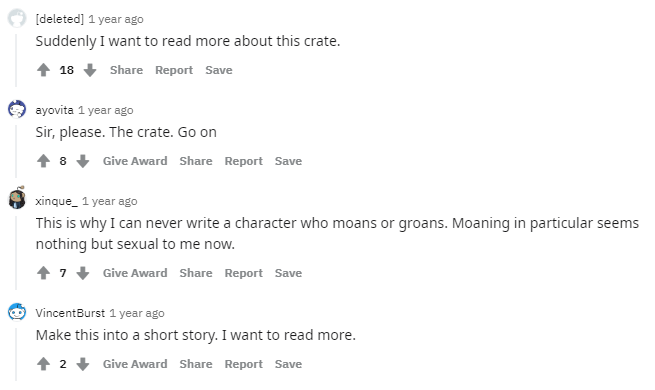 [deleted] 1 year ago
Suddenly I want to read more about this crate.
18 Share Report Save
ayovita 1 year ago
Sir, please. The crate. Go on
8 Give Award Share Report Save
xinque_ 1 year ago
This is why I can never write a character who moans or groans. Moaning in particular seems
nothing but sexual to me now.
7 Give Award Share Report Save
VincentBurst 1 year ago
Make this into a short story. I want to read more.
2 Give Award Share Report Save